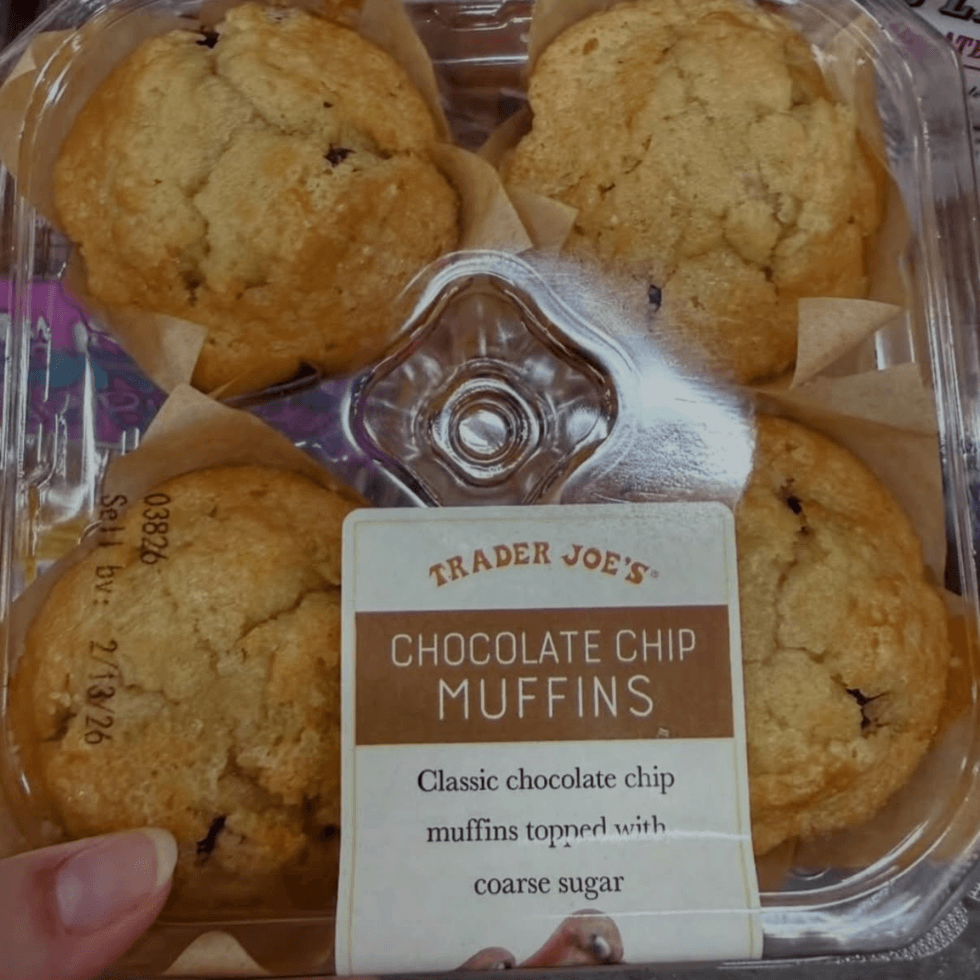 03826
Sell by: 2/13/26
TRADER JOE'S®
CHOCOLATE CHIP
MUFFINS
Classic chocolate chip
muffins topped with
coarse sugar